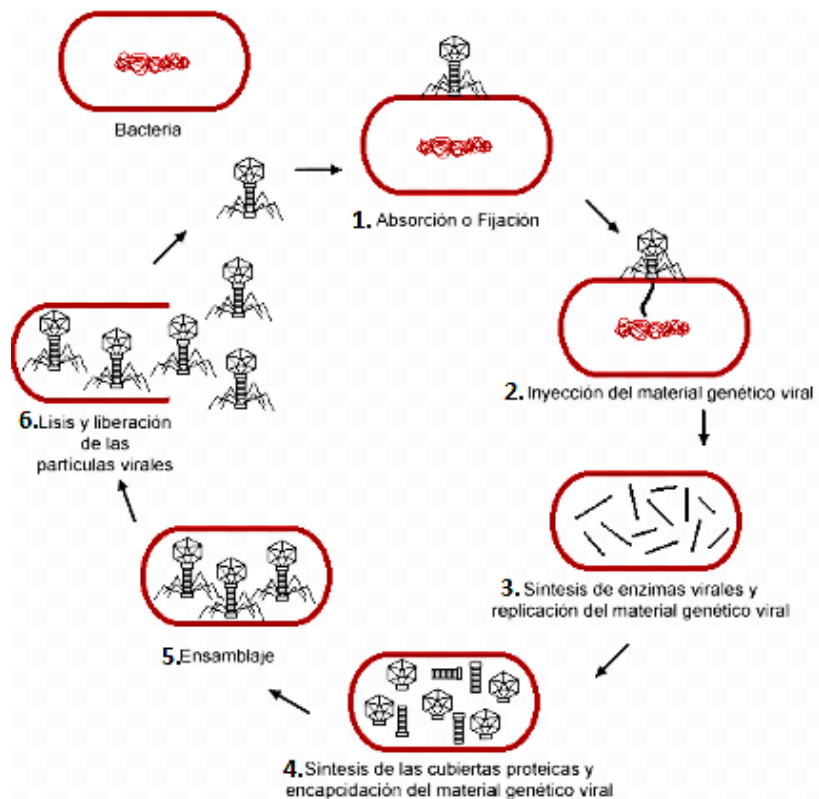 Bacteria
1. Absorción o Fijación
2. Inyección del material genético viral
3. Síntesis de enzimas virales y
replicación del material genético viral
4. Síntesis de las cubiertas proteicas y
encapcidación del material genético viral
5. Ensamblaje
6. Lisis y liberación
de las
partículas virales